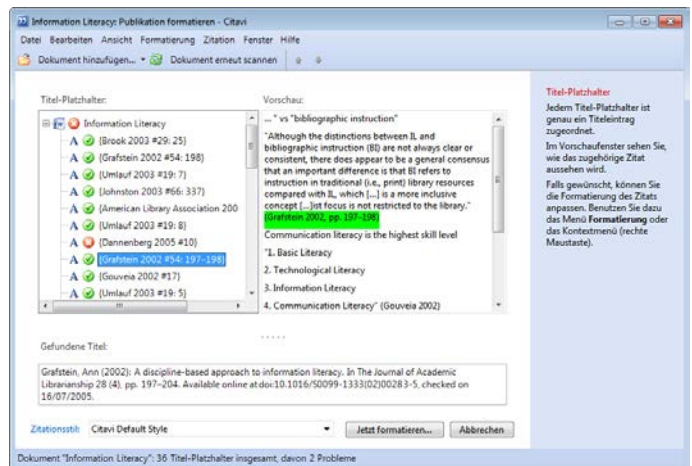 Information Literacy: Publikation formatieren - Citavi
Datei Bearbeiten Ansicht Formatierung Zitation Fenster Hilfe
Dokument hinzufügen... Dokument erneut scannen
Titel-Platzhalter:
Information Literacy
A {Brook 2003 #29: 25}
A {Grafstein 2002 #54: 198}
A {Umlauf 2003 #19: 7}
A {Johnston 2003 #66: 337}
A {American Library Association 200
A {Umlauf 2003 #19: 8}
A {Dannenberg 2005 #10}
A {Grafstein 2002 #54: 197–198}
A {Gouveia 2002 #17}
A {Umlauf 2003 #19: 5}
Vorschau:
... " vs "bibliographic instruction"
"Although the distinctions between IL and
bibliographic instruction (BI) are not always clear or
consistent, there does appear to be a general consensus
that an important difference is that BI refers to
instruction in traditional (i.e., print) library resources
compared with IL, which [...] is a more inclusive
concept [...]ist focus is not restricted to the library."
(Grafstein 2002, pp. 197–198)
Communication literacy is the highest skill level
"1. Basic Literacy
2. Technological Literacy
3. Information Literacy
4. Communication Literacy" (Gouveia 2002)
Titel-Platzhalter
Jedem Titel-Platzhalter ist
genau ein Titeleintrag
zugeordnet.
Im Vorschaufenster sehen Sie,
wie das zugehörige Zitat
aussehen wird.
Falls gewünscht, können Sie
die Formatierung des Zitats
anpassen. Benutzen Sie dazu
das Menü Formatierung oder
das Kontextmenü (rechte
Maustaste).
Gefundene Titel:
Grafstein, Ann (2002): A discipline-based approach to information literacy. In The Journal of Academic
Librarianship 28 (4), pp. 197–204. Available online at doi:10.1016/S0099-1333(02)00283-5, checked on
16/07/2005.
Zitationsstil: Citavi Default Style
Jetzt formatieren... Abbrechen
Dokument "Information Literacy": 36 Titel-Platzhalter insgesamt, davon 2 Probleme